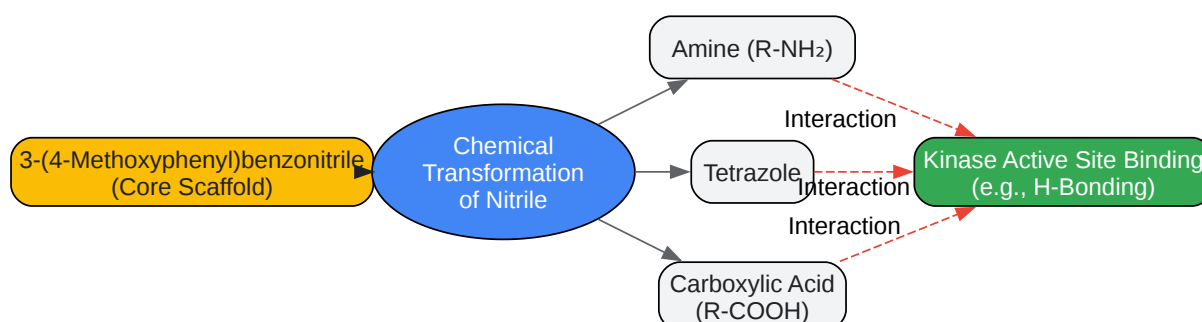 3-(4-Methoxyphenyl)benzonitrile
(Core Scaffold)
Chemical
Transformation
of Nitrile
Amine (R-NH₂)
Tetrazole
Carboxylic Acid
(R-COOH)
Interaction
Interaction
Interaction
Kinase Active Site Binding
(e.g., H-Bonding)